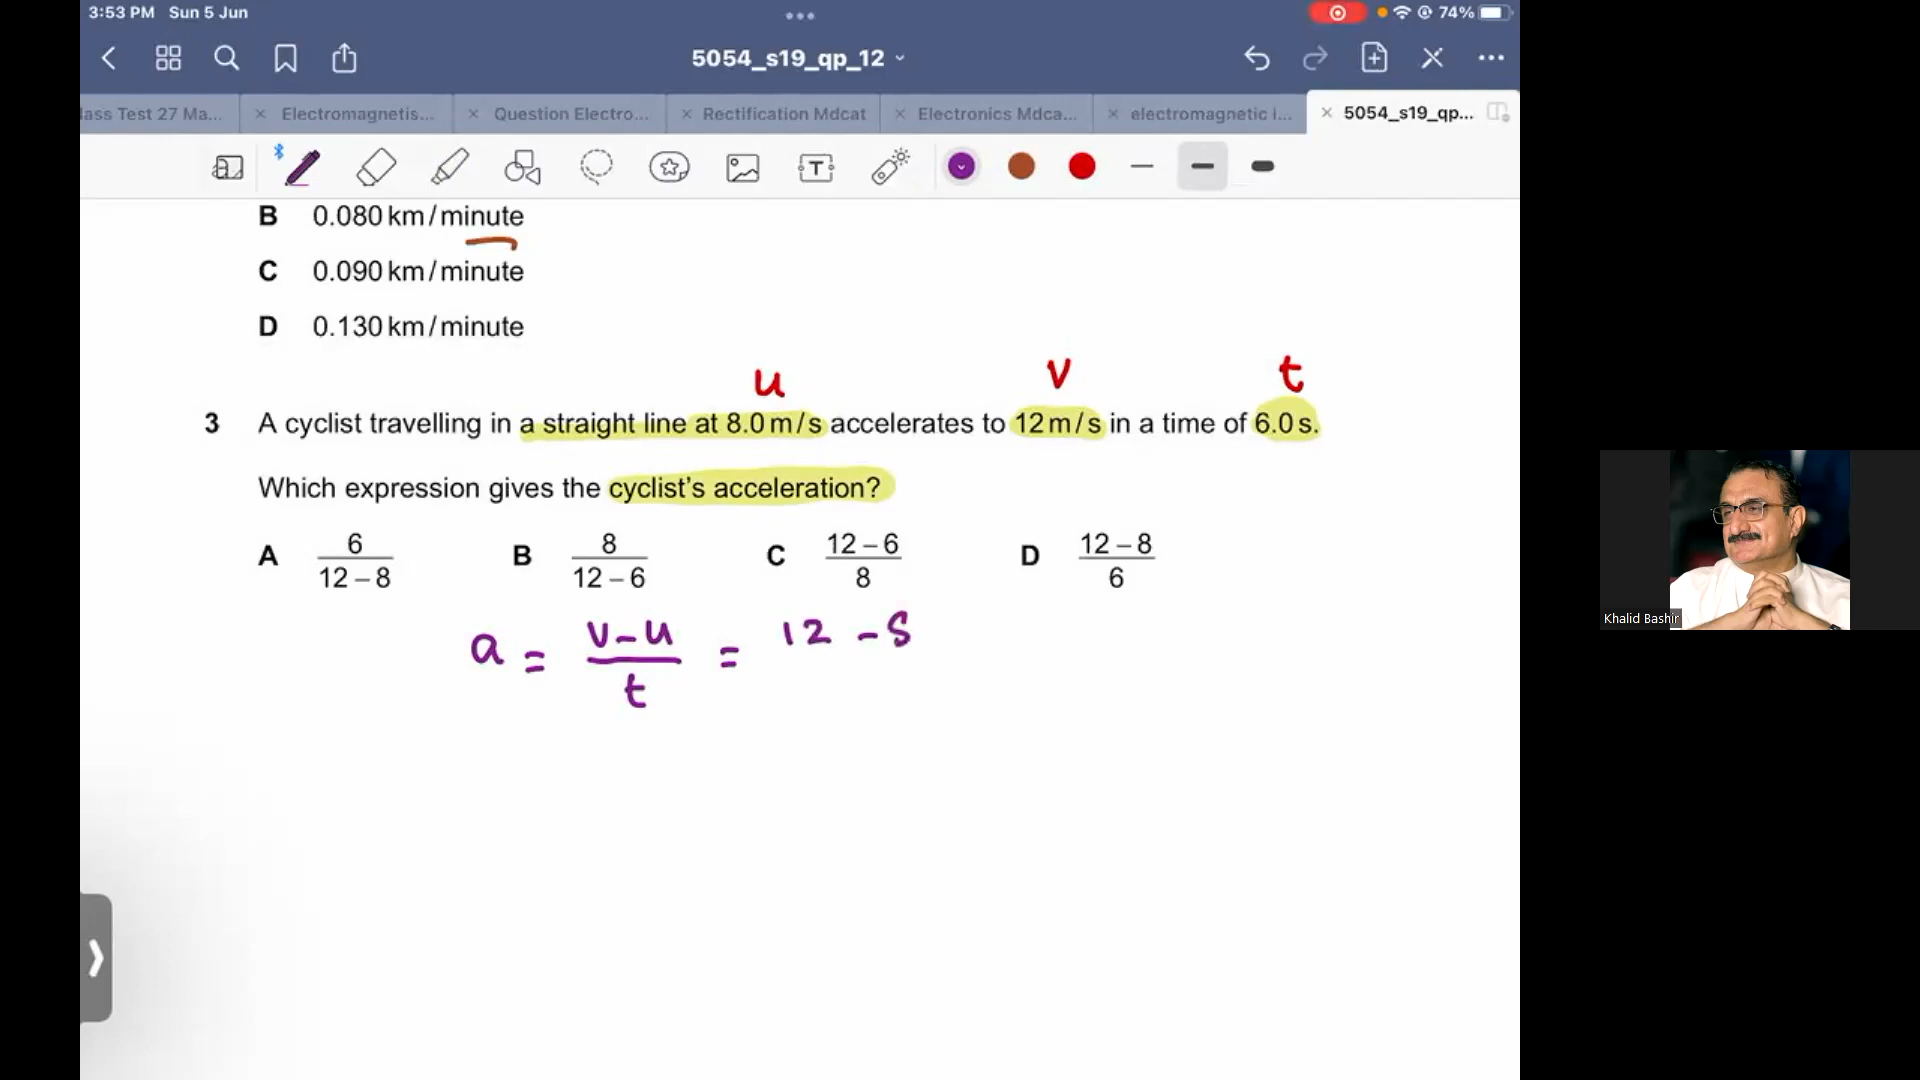 3:53 PM Sun 5 Jun
74%
5054_s19_qp_12
lass Test 27 Ma...
Electromagnetis...
Question Electro...
Rectification Mdcat
Electronics Mdca...
electromagnetic i...
5054_s19_qp...
B 0.080 km/minute
C 0.090 km/minute
D 0.130 km/minute
u v t
3 A cyclist travelling in a straight line at 8.0 m/s accelerates to 12 m/s in a time of 6.0 s.
Which expression gives the cyclist's acceleration?
A 6 / 12 – 8 B 8 / 12 – 6 C 12 – 6 / 8 D 12 – 8 / 6
a = v-u / t = 12 - 8
Khalid Bashir